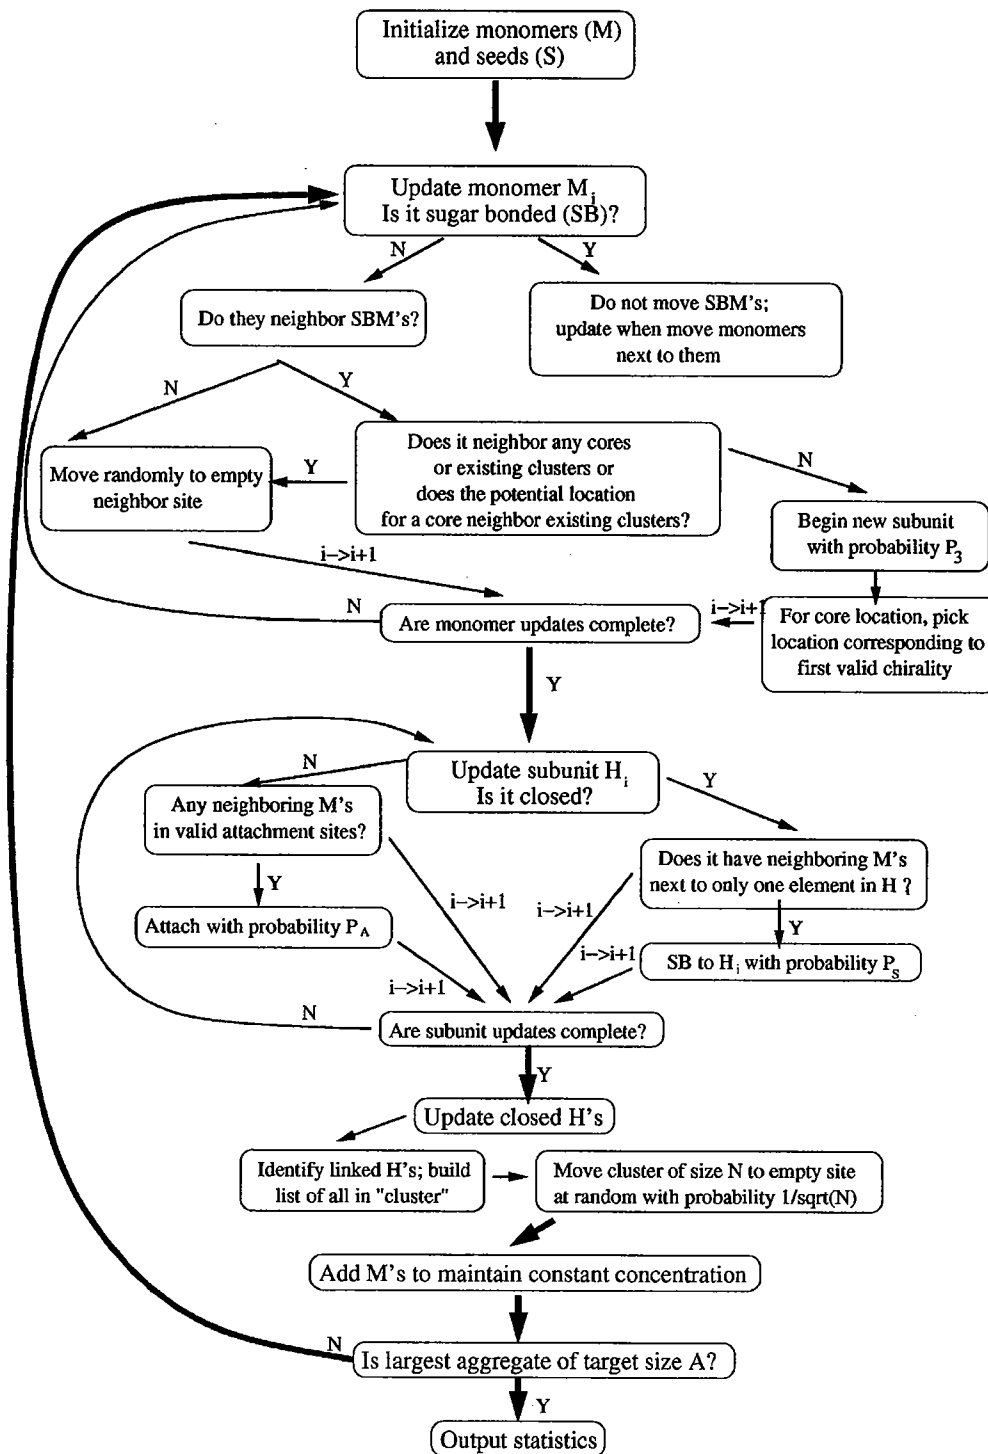 Initialize monomers (M)
and seeds (S)
Update monomer M_i
Is it sugar bonded (SB)?
N
Y
Do they neighbor SBM's?
Do not move SBM's;
update when move monomers
next to them
N
Y
Move randomly to empty
neighbor site
Y
Does it neighbor any cores
or existing clusters or
does the potential location
for a core neighbor existing clusters?
N
Begin new subunit
with probability P_3
i->i+1
N
Are monomer updates complete?
i->i+1
For core location, pick
location corresponding to
first valid chirality
Y
Update subunit H_i
Is it closed?
N
Y
Any neighboring M's
in valid attachment sites?
Does it have neighboring M's
next to only one element in H ?
Y
i->i+1
i->i+1
Y
Attach with probability P_A
SB to H_i with probability P_s
i->i+1
i->i+1
N
Are subunit updates complete?
Y
Update closed H's
Identify linked H's; build
list of all in "cluster"
Move cluster of size N to empty site
at random with probability 1/sqrt(N)
Add M's to maintain constant concentration
N
Is largest aggregate of target size A?
Y
Output statistics